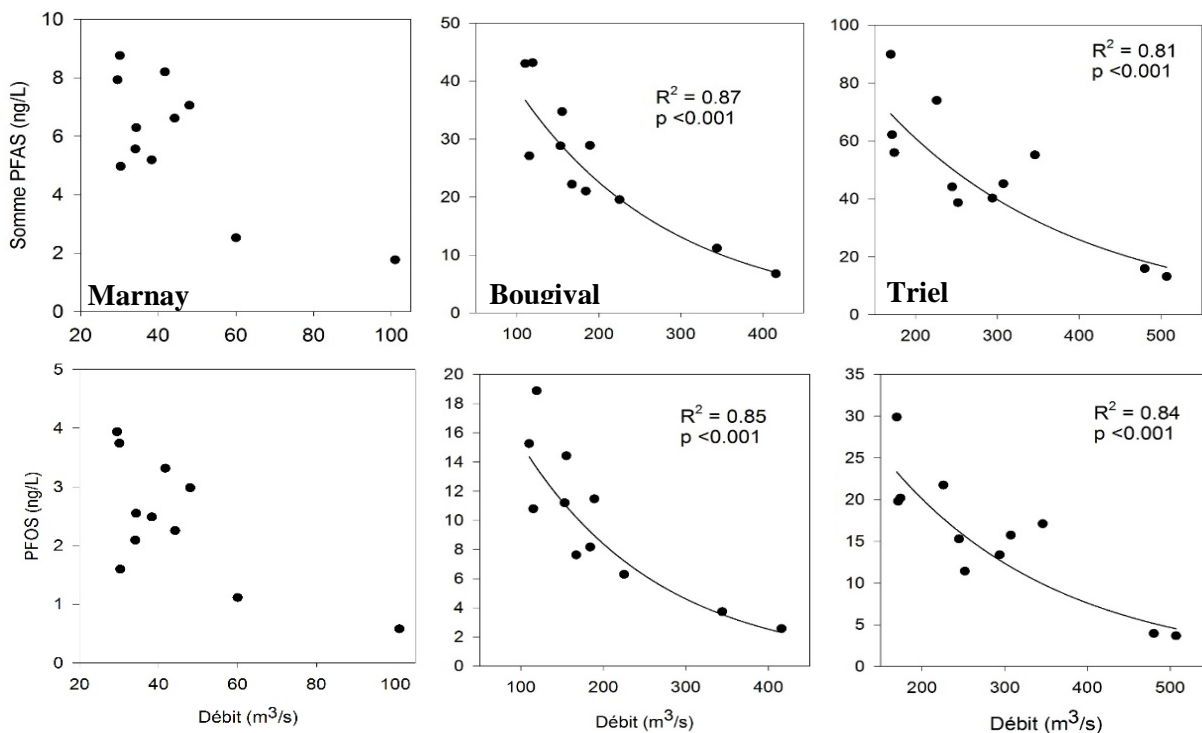 Somme PFAS (ng/L)
10
8
6
4
2
0
Marnay
20 40 60 80 100
50
40
30
20
10
0
R² = 0.87
p <0.001
Bougival
100 200 300 400
100
80
60
40
20
0
R² = 0.81
p <0.001
Triel
200 300 400 500
PFOS (ng/L)
5
4
3
2
1
0
20 40 60 80 100
Débit (m³/s)
20
18
16
14
12
10
8
6
4
2
0
R² = 0.85
p <0.001
100 200 300 400
Débit (m³/s)
35
30
25
20
15
10
5
0
R² = 0.84
p <0.001
200 300 400 500
Débit (m³/s)